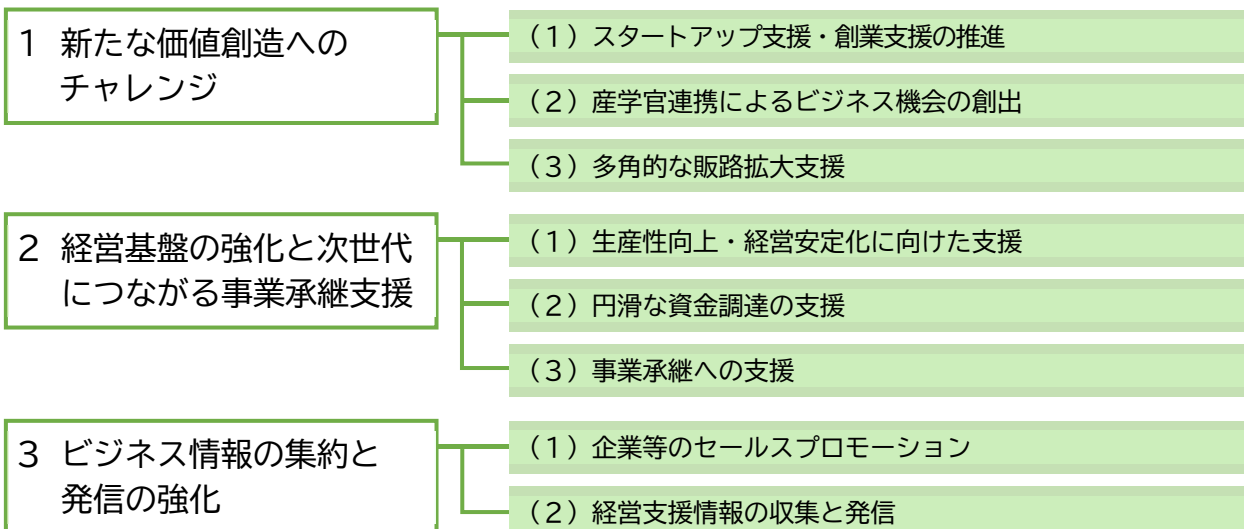 1 新たな価値創造への
チャレンジ
(1)スタートアップ支援・創業支援の推進
(2)産学官連携によるビジネス機会の創出
(3)多角的な販路拡大支援
2 経営基盤の強化と次世代
につながる事業承継支援
(1)生産性向上・経営安定化に向けた支援
(2)円滑な資金調達の支援
(3)事業承継への支援
3 ビジネス情報の集約と
発信の強化
(1)企業等のセールスプロモーション
(2)経営支援情報の収集と発信